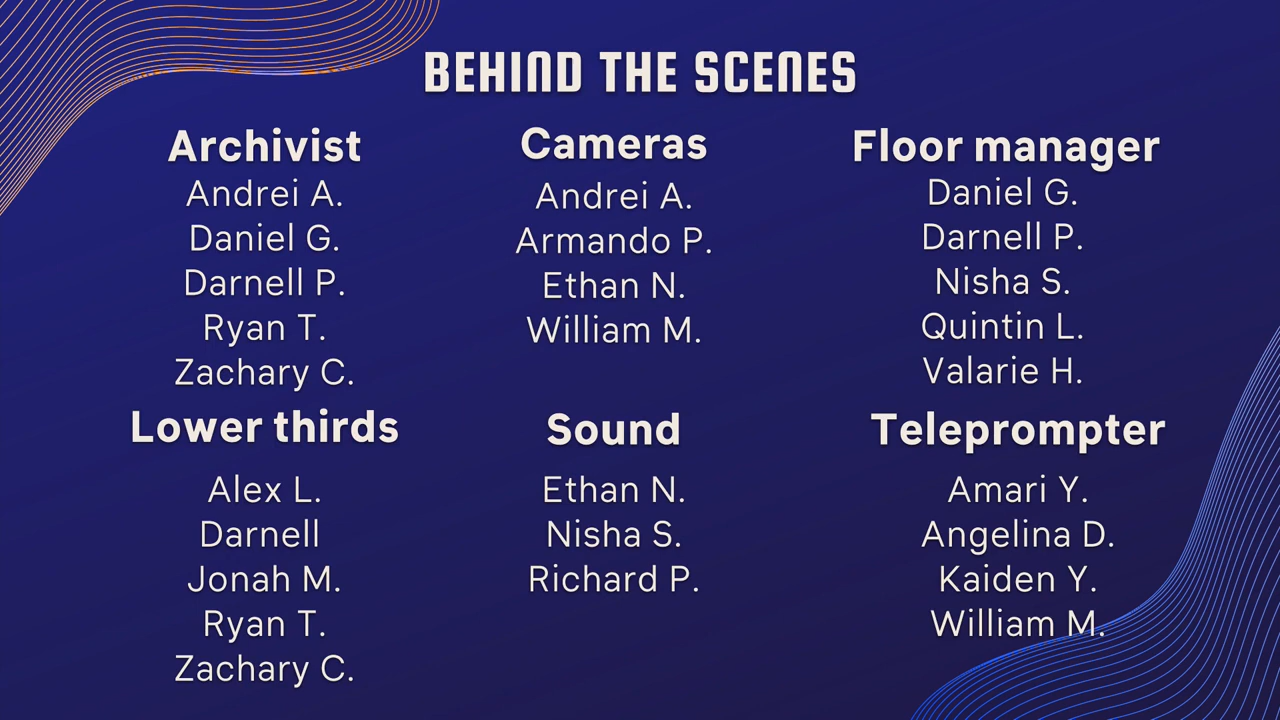 BEHIND THE SCENES
Archivist
Andrei A.
Daniel G.
Darnell P.
Ryan T.
Zachary C.
Cameras
Andrei A.
Armando P.
Ethan N.
William M.
Floor manager
Daniel G.
Darnell P.
Nisha S.
Quintin L.
Valarie H.
Lower thirds
Alex L.
Darnell
Jonah M.
Ryan T.
Zachary C.
Sound
Ethan N.
Nisha S.
Richard P.
Teleprompter
Amari Y.
Angelina D.
Kaiden Y.
William M.